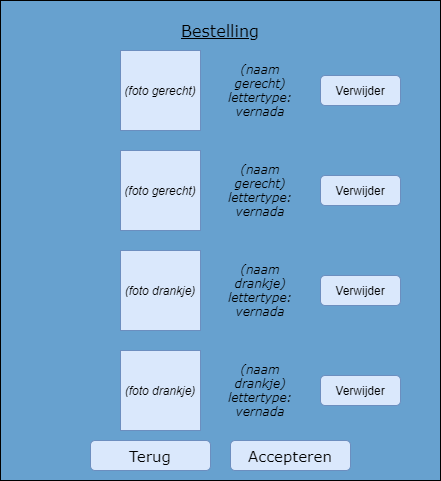 Bestelling
(foto gerecht)
(naam
gerecht)
lettertype:
vernada
Verwijder
(foto gerecht)
(naam
gerecht)
lettertype:
vernada
Verwijder
(foto drankje)
(naam
drankje)
lettertype:
vernada
Verwijder
(foto drankje)
(naam
drankje)
lettertype:
vernada
Verwijder
Terug
Accepteren